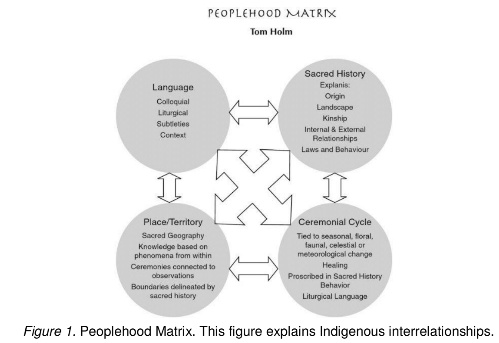 PEOPLEHOOD MATRIX
Tom Holm
Language
Colloquial
Liturgical
Subtleties
Context
Sacred History
Explanis:
Origin
Landscape
Kinship
Internal & External
Relationships
Laws and Behaviour
Place/Territory
Sacred Geography
Knowledge based on
phenomena from within
Ceremonies connected to
observations
Boundaries delineated by
sacred history
Ceremonial Cycle
Tied to seasonal, floral,
faunal, celestial or
meteorological change
Healing
Proscribed in Sacred History
Behavior
Liturgical Language
Figure 1. Peoplehood Matrix. This figure explains Indigenous interrelationships.